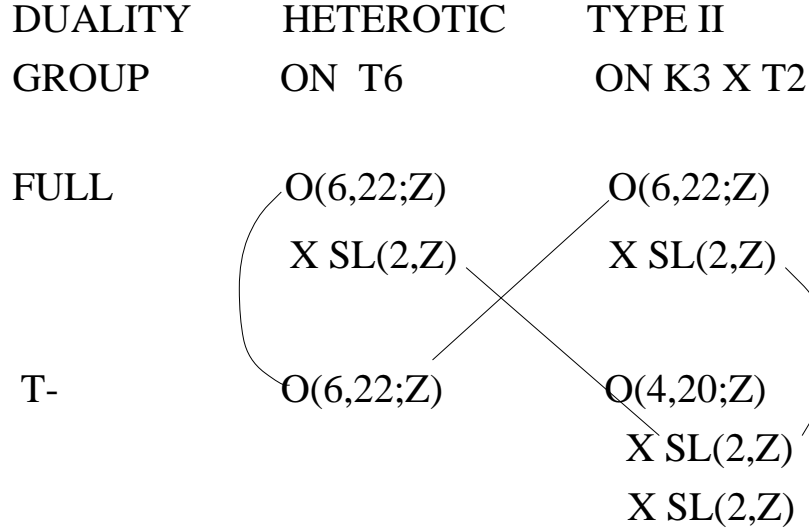 DUALITY HETEROTIC TYPE II
GROUP ON T6 ON K3 X T2
FULL O(6,22;Z) O(6,22;Z)
X SL(2,Z) X SL(2,Z)
T- O(6,22;Z) O(4,20;Z)
X SL(2,Z)
X SL(2,Z)